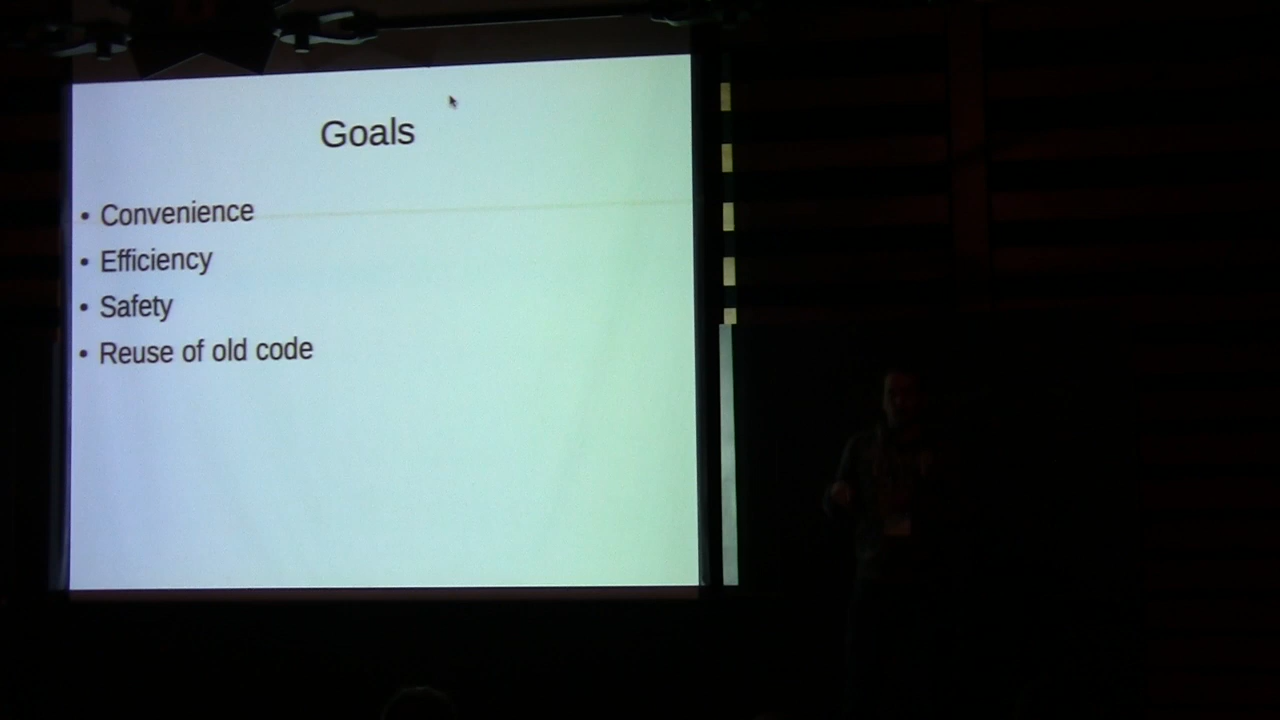 Goals
• Convenience
• Efficiency
• Safety
• Reuse of old code